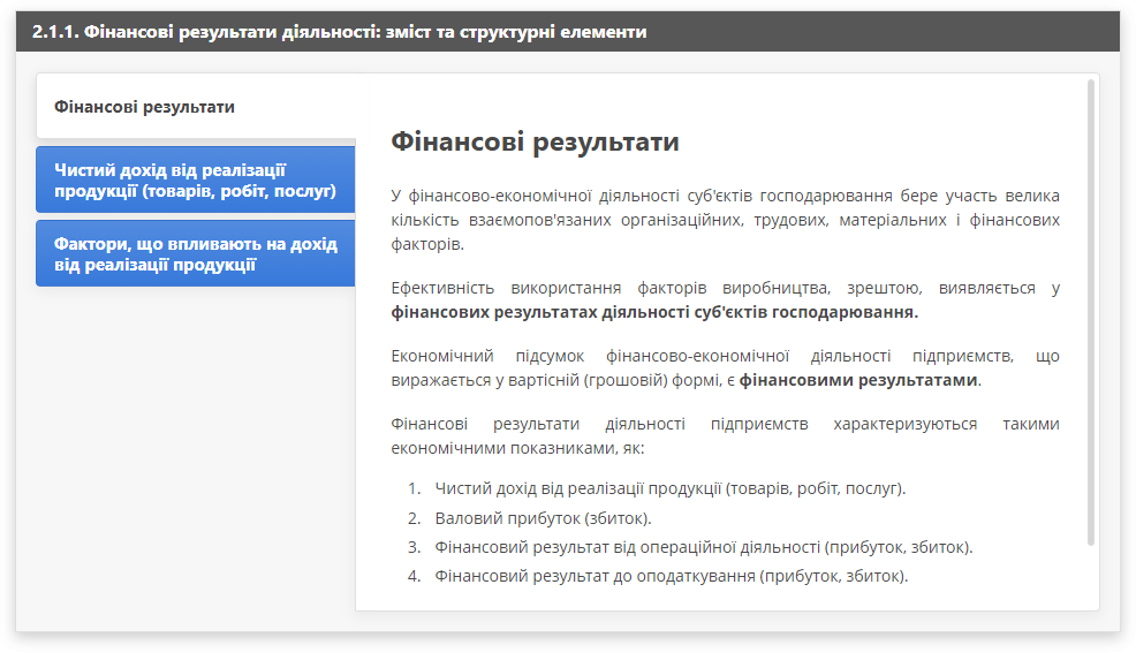 2.1.1. Фінансові результати діяльності: зміст та структурні елементи
Фінансові результати
Чистий дохід від реалізації
продукції (товарів, робіт, послуг)
Фактори, що впливають на дохід
від реалізації продукції
Фінансові результати
У фінансово-економічної діяльності суб'єктів господарювання бере участь велика
кількість взаємопов'язаних організаційних, трудових, матеріальних і фінансових
факторів.
Ефективність використання факторів виробництва, зрештою, виявляється у
фінансових результатах діяльності суб'єктів господарювання.
Економічний підсумок фінансово-економічної діяльності підприємств, що
виражається у вартісній (грошовій) формі, є фінансовими результатами.
Фінансові результати діяльності підприємств характеризуються такими
економічними показниками, як:
1. Чистий дохід від реалізації продукції (товарів, робіт, послуг).
2. Валовий прибуток (збиток).
3. Фінансовий результат від операційної діяльності (прибуток, збиток).
4. Фінансовий результат до оподаткування (прибуток, збиток).